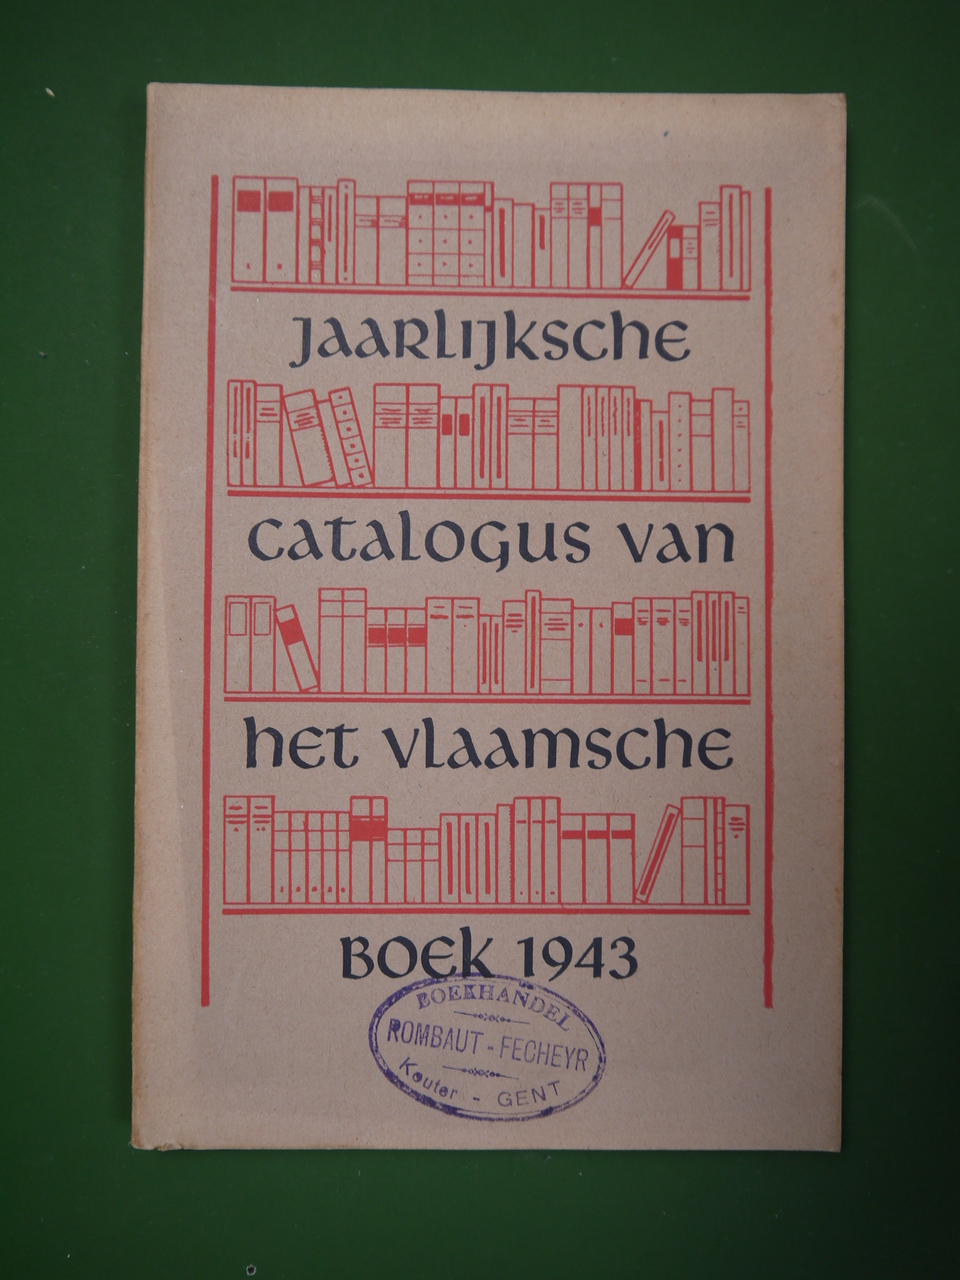 Jaarlijksche
catalogus van
het vlaamsche
Boek 1943
BOEKHANDEL
ROMBAUT-FECHEYR
Kouter - GENT